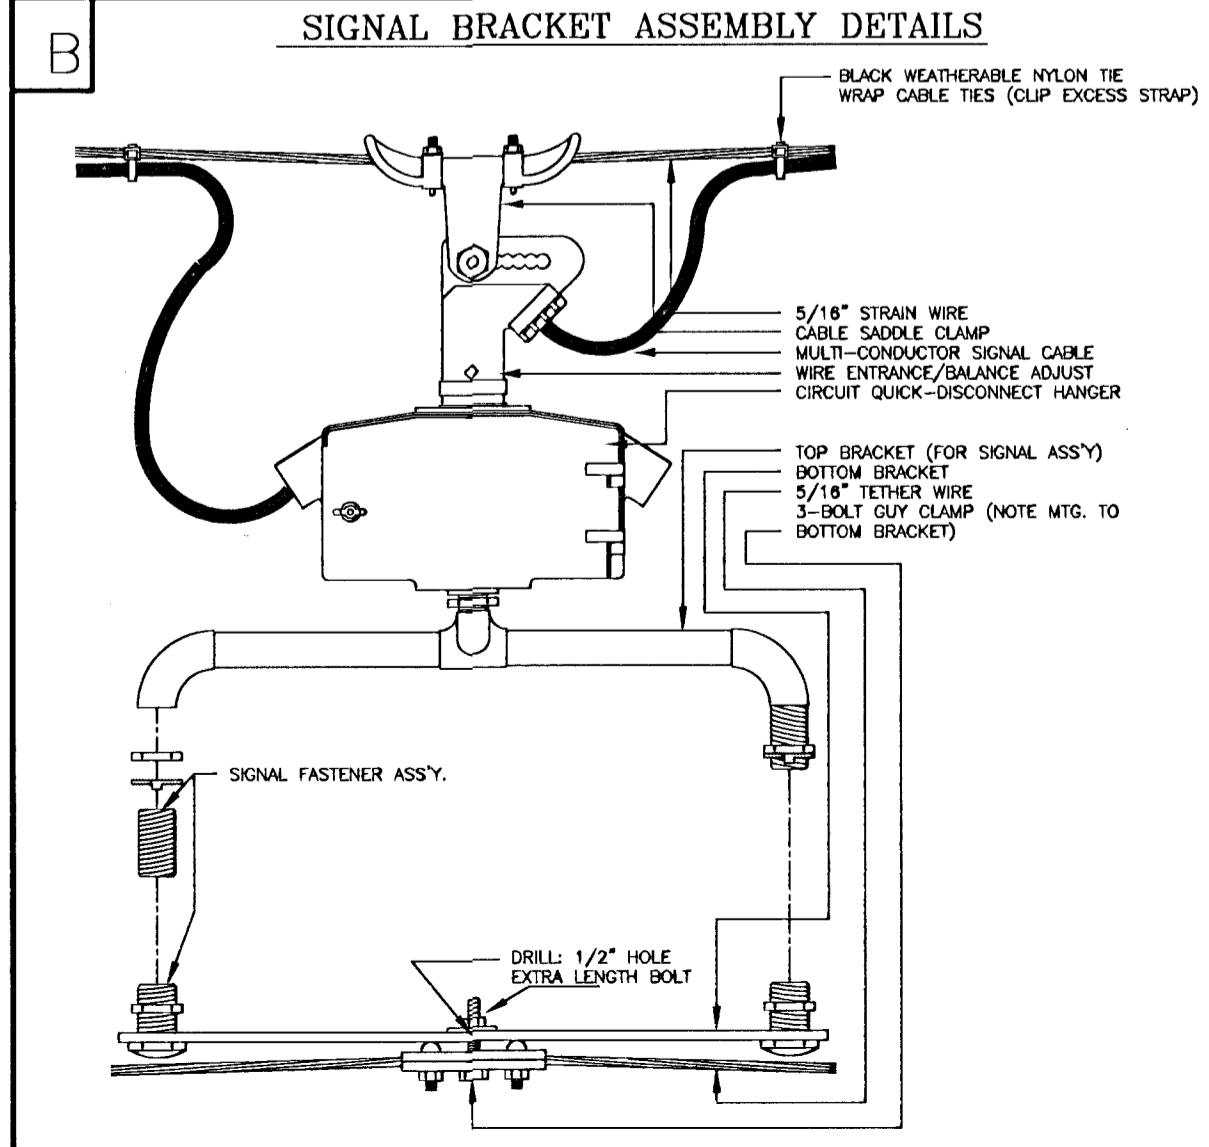 B
SIGNAL BRACKET ASSEMBLY DETAILS
BLACK WEATHERABLE NYLON TIE
WRAP CABLE TIES (CLIP EXCESS STRAP)
5/16" STRAIN WIRE
CABLE SADDLE CLAMP
MULTI-CONDUCTOR SIGNAL CABLE
WIRE ENTRANCE/BALANCE ADJUST
CIRCUIT QUICK-DISCONNECT HANGER
TOP BRACKET (FOR SIGNAL ASS'Y)
BOTTOM BRACKET
5/16" TETHER WIRE
3-BOLT GUY CLAMP (NOTE MTG. TO
BOTTOM BRACKET)
SIGNAL FASTENER ASS'Y.
DRILL: 1/2" HOLE
EXTRA LENGTH BOLT